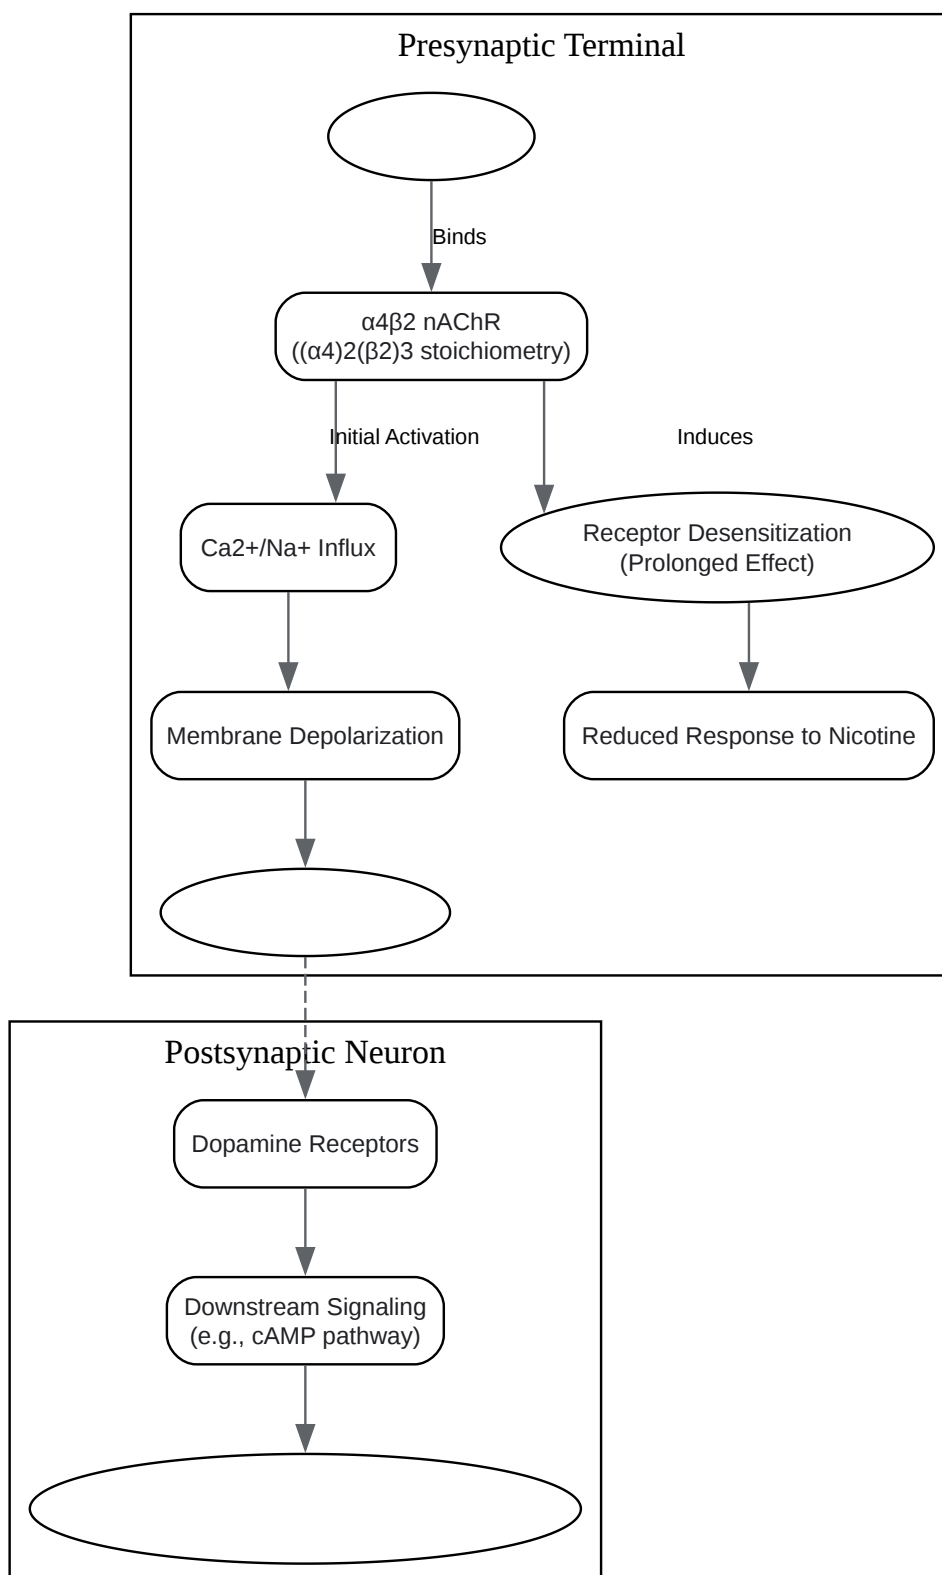 Presynaptic Terminal
Binds
α4β2 nAChR
((α4)2(β2)3 stoichiometry)
Initial Activation
Induces
Ca2+/Na+ Influx
Receptor Desensitization
(Prolonged Effect)
Membrane Depolarization
Reduced Response to Nicotine
Postsynaptic Neuron
Dopamine Receptors
Downstream Signaling
(e.g., cAMP pathway)